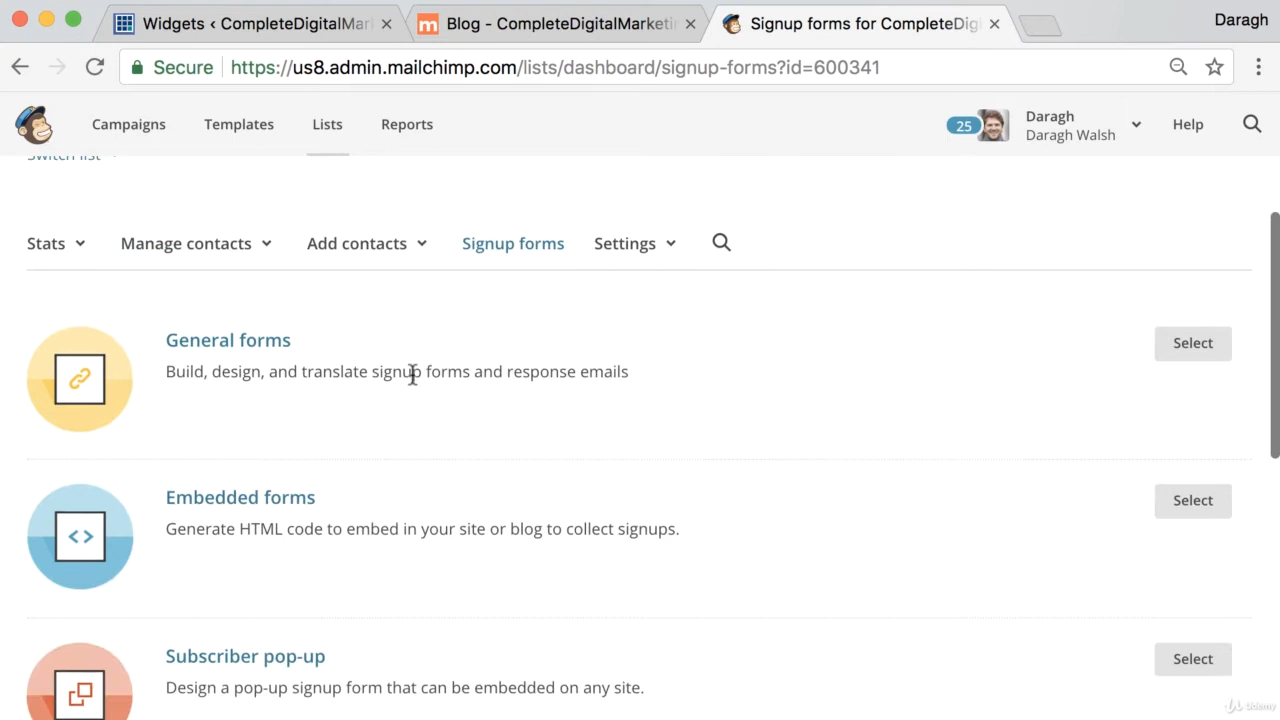 Widgets ‹ CompleteDigitalMar
Blog - CompleteDigitalMarketi
Signup forms for CompleteDig
Daragh
Secure
https://us8.admin.mailchimp.com/lists/dashboard/signup-forms?id=600341
Campaigns
Templates
Lists
Reports
25
Daragh
Daragh Walsh
Help
Switch list
Stats
Manage contacts
Add contacts
Signup forms
Settings
General forms
Build, design, and translate signup forms and response emails
Select
Embedded forms
Generate HTML code to embed in your site or blog to collect signups.
Select
Subscriber pop-up
Design a pop-up signup form that can be embedded on any site.
Select
Udemy